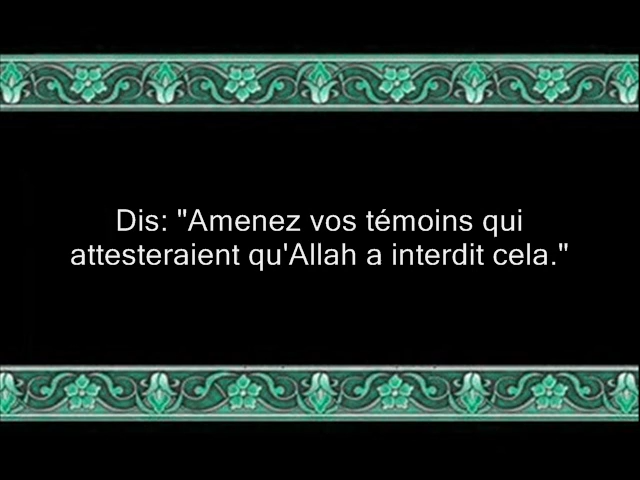 Dis: "Amenez vos témoins qui
attesteraient qu'Allah a interdit cela."